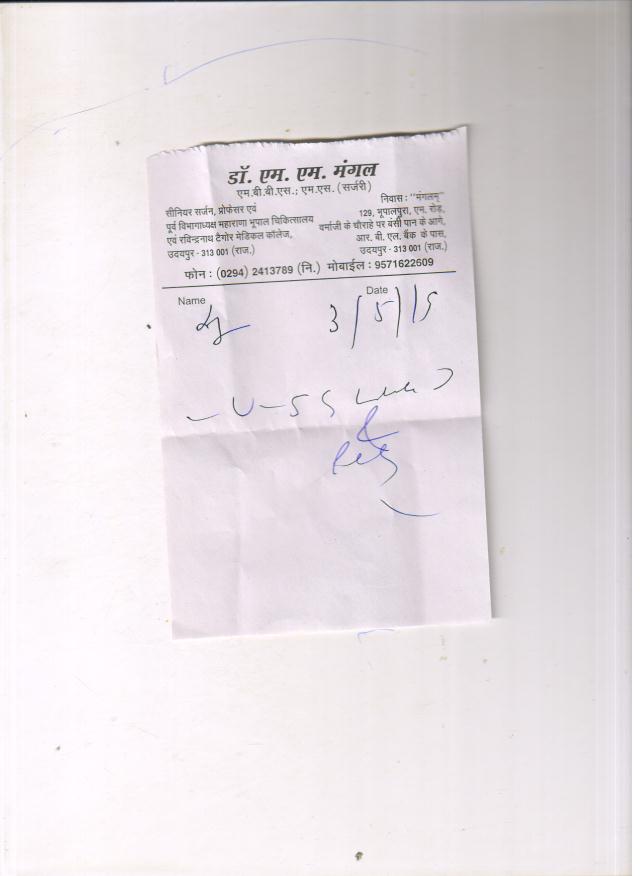 डॉ. एम. एम. मंगल
एम.बी.बी.एस.; एम.एस. (सर्जरी)
सीनियर सर्जन, प्रोफेसर एवं
पूर्व विभागाध्यक्ष महाराणा भूपाल चिकित्सालय
एवं रविन्द्रनाथ टैगोर मेडिकल कॉलेज,
उदयपुर - 313 001 (राज.)
निवास : "मंगलम्"
129, भूपालपुरा, एम. रोड़,
वर्माजी के चौराहे पर बंसी पान के आगे,
आर. बी. एल. बैंक के पास,
उदयपुर - 313 001 (राज.)
फोन : (0294) 2413789 (नि.) मोबाईल : 9571622609
Name Date
3/5/19